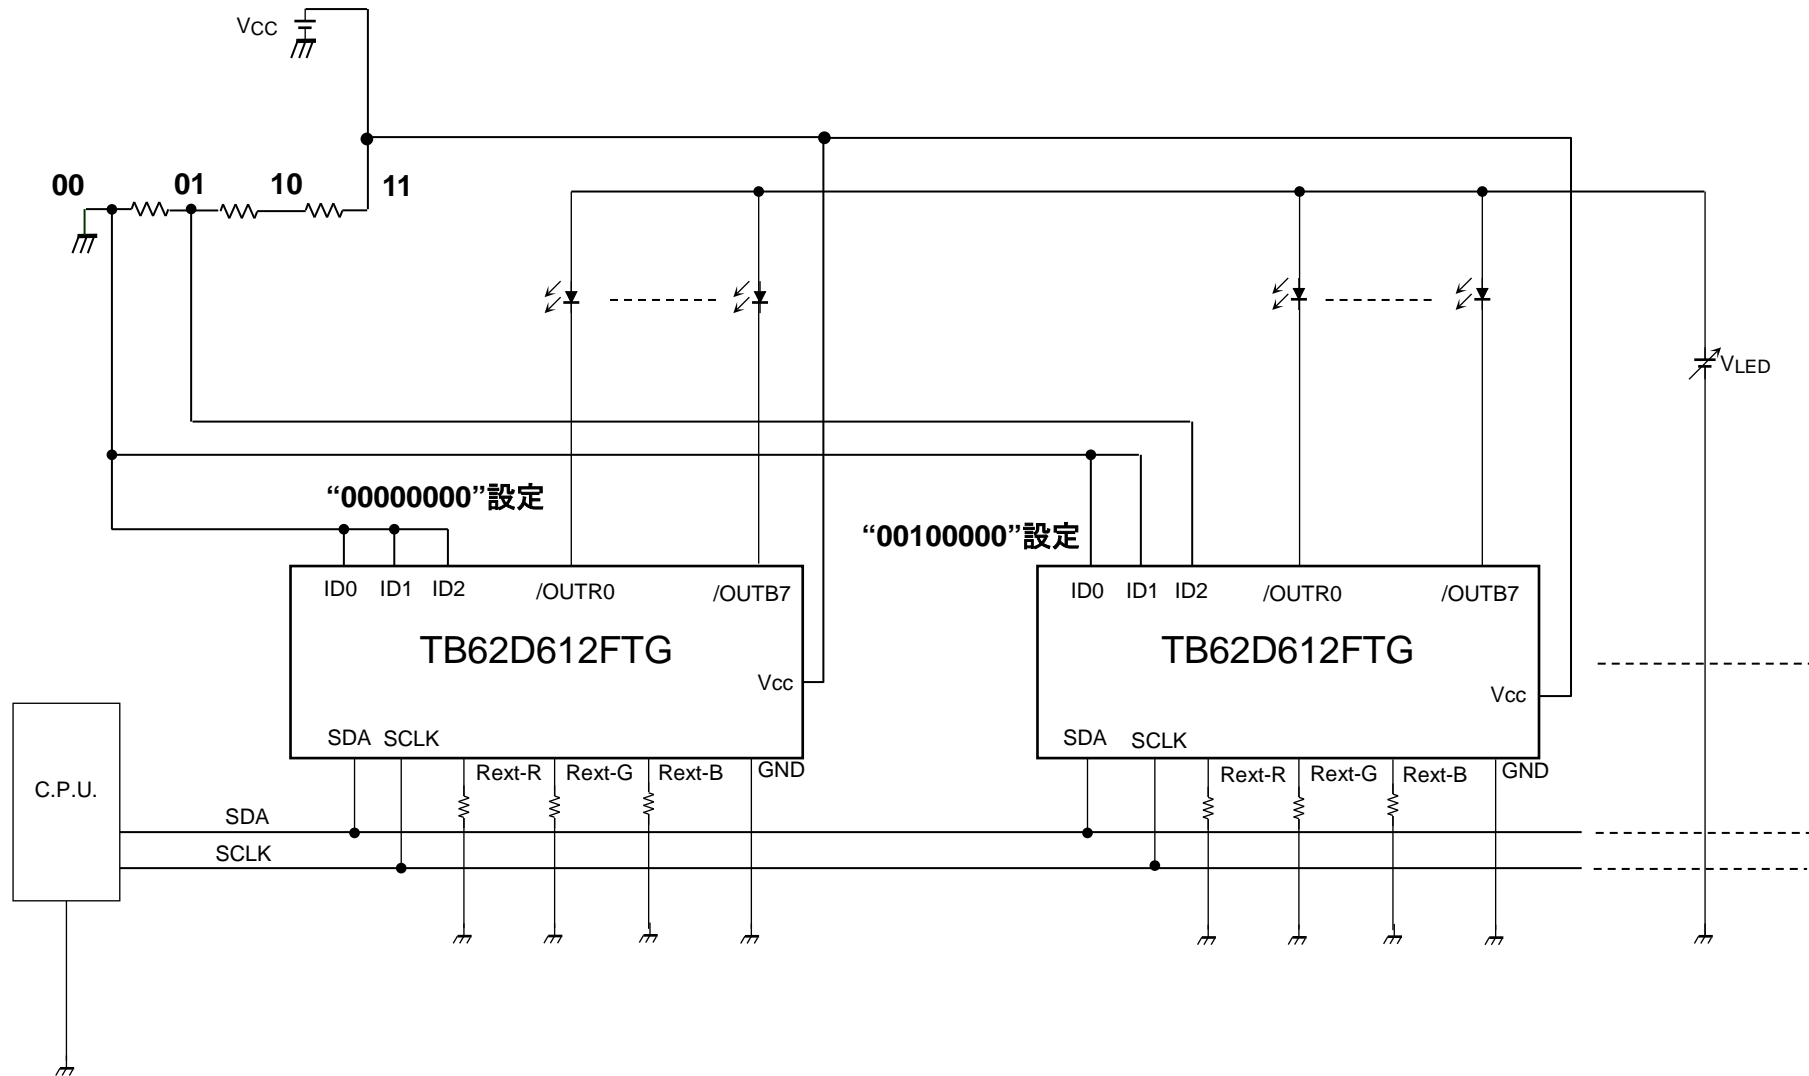 VCC
00 01 10 11
VLED
“00000000”設定
“00100000”設定
ID0 ID1 ID2 /OUTR0 /OUTB7
TB62D612FTG
Vcc
SDA SCLK
Rext-R Rext-G Rext-B GND
ID0 ID1 ID2 /OUTR0 /OUTB7
TB62D612FTG
Vcc
SDA SCLK
Rext-R Rext-G Rext-B GND
C.P.U.
SDA
SCLK